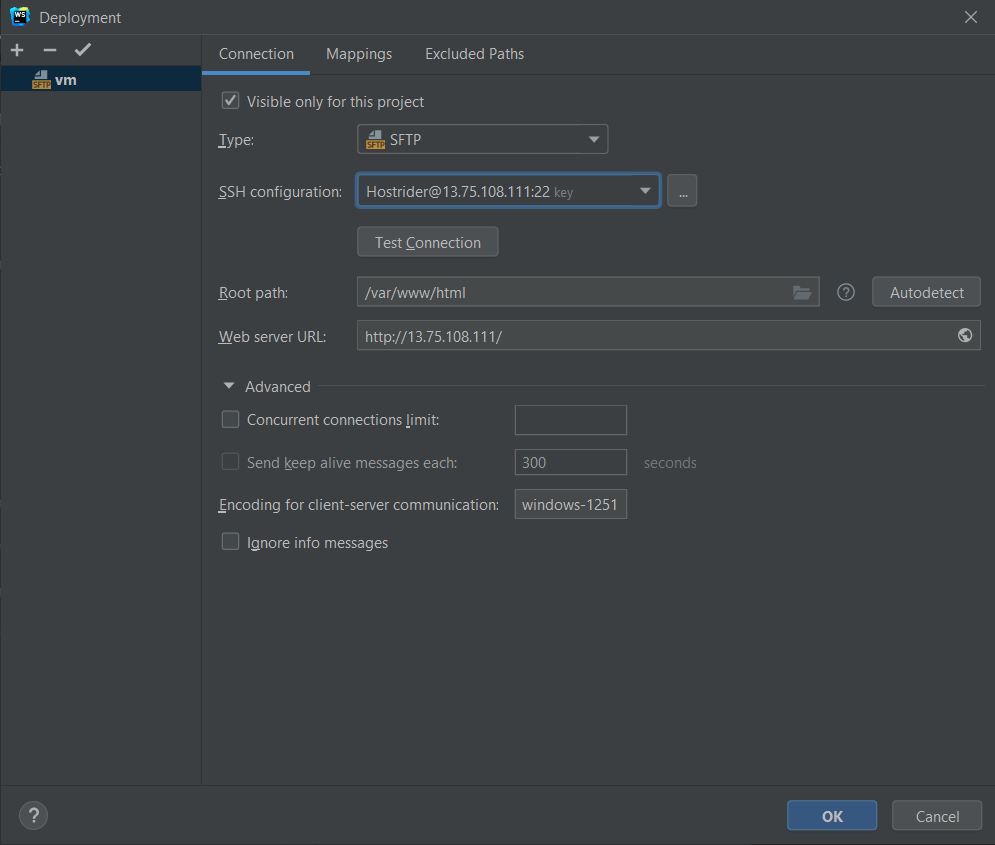 WS Deployment
Connection Mappings Excluded Paths
SFTP vm
Visible only for this project
Type: SFTP SFTP
SSH configuration: Hostrider@13.75.108.111:22 key ...
Test Connection
Root path: /var/www/html ? Autodetect
Web server URL: http://13.75.108.111/
Advanced
Concurrent connections limit:
Send keep alive messages each: 300 seconds
Encoding for client-server communication: windows-1251
Ignore info messages
? OK Cancel